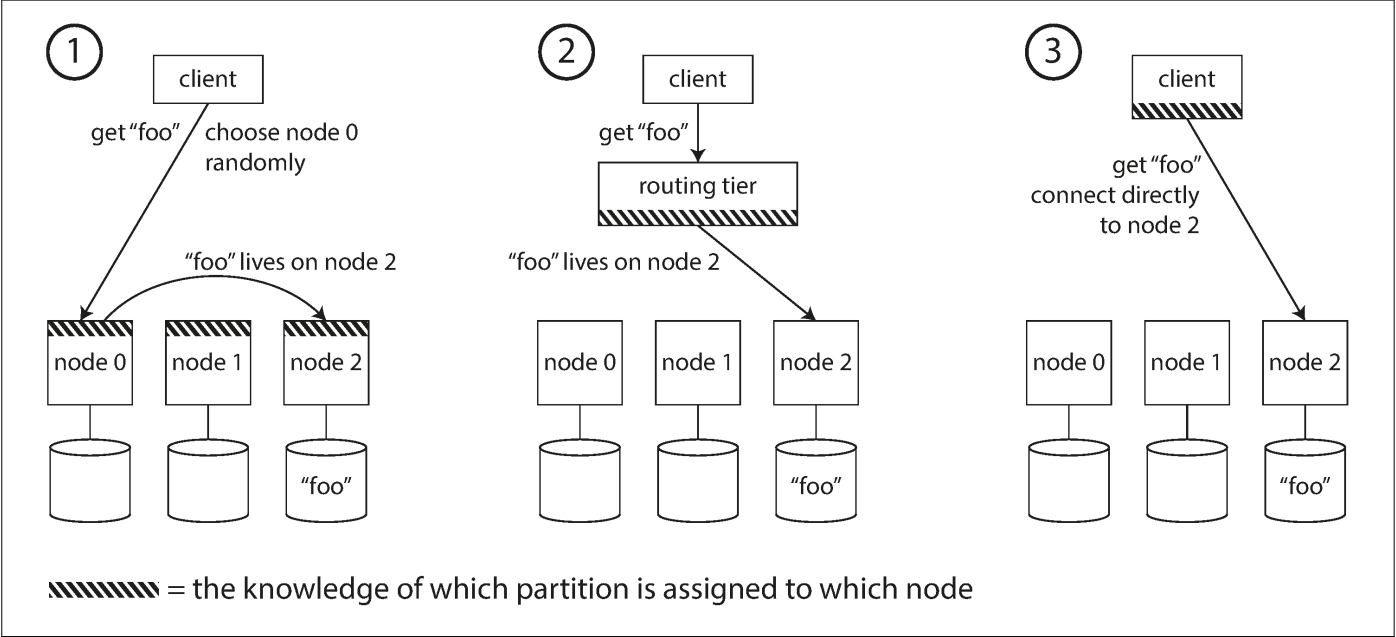 1
client
get “foo”
choose node 0
randomly
“foo” lives on node 2
node 0
node 1
node 2
“foo”
2
client
get “foo”
routing tier
“foo” lives on node 2
node 0
node 1
node 2
“foo”
3
client
get “foo”
connect directly
to node 2
node 0
node 1
node 2
“foo”
= the knowledge of which partition is assigned to which node